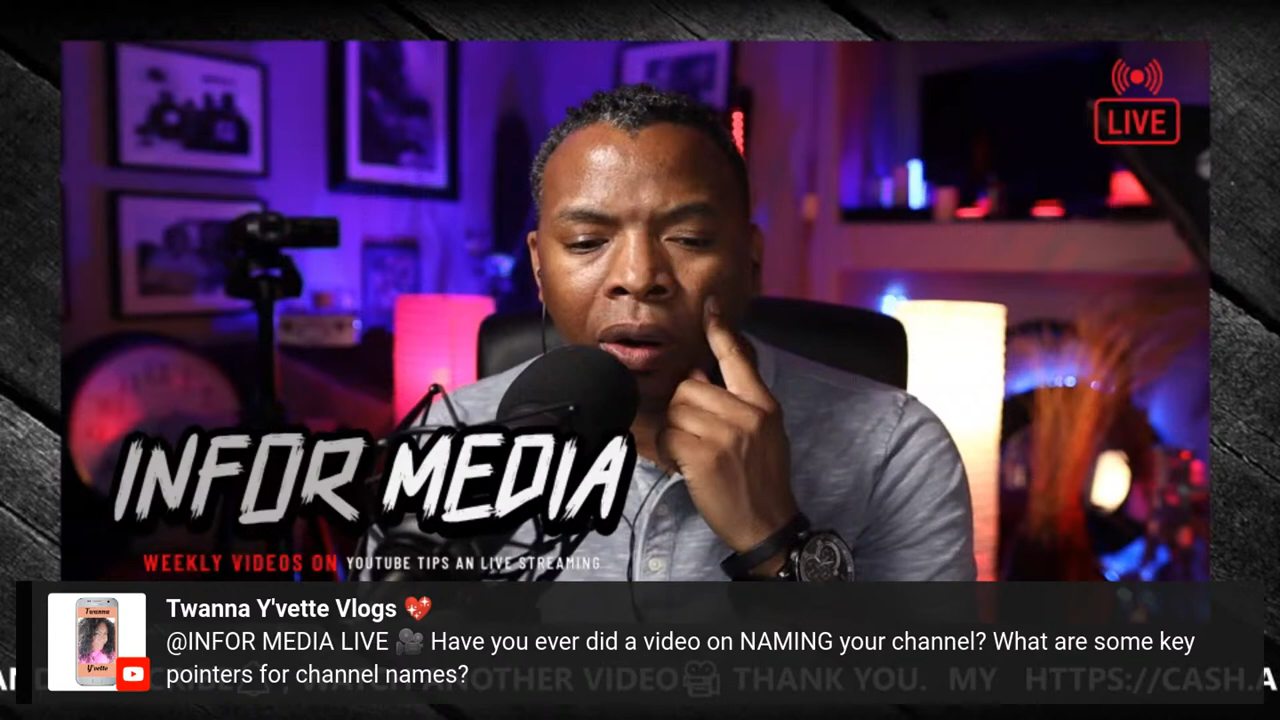 LIVE
INFOR MEDIA
WEEKLY VIDEOS ON YOUTUBE TIPS AN LIVE STREAMING
Twanna
Y'vette
Twanna Y'vette Vlogs 💖
@INFOR MEDIA LIVE 🎥 Have you ever did a video on NAMING your channel? What are some key
pointers for channel names?
ANOTHER VIDEO🎥 THANK YOU. MY HTTPS://CASH.A